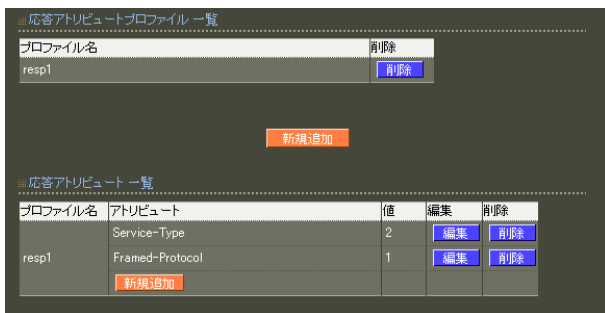 応答アトリビュートプロファイル 一覧
プロファイル名 削除
resp1 削除
新規追加
応答アトリビュート 一覧
プロファイル名 アトリビュート 値 編集 削除
Service-Type 2 編集 削除
resp1 Framed-Protocol 1 編集 削除
新規追加